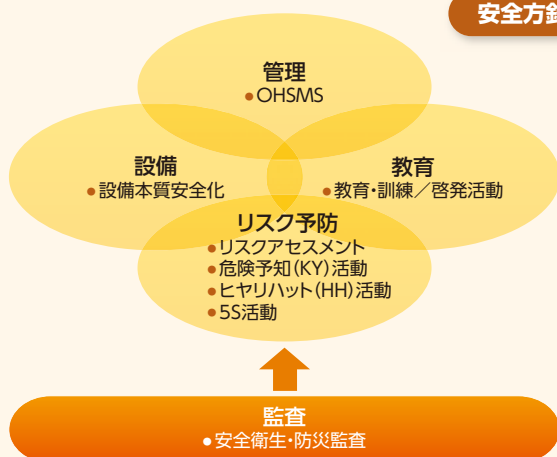 安全方針
管理
●OHSMS
設備
●設備本質安全化
教育
●教育・訓練／啓発活動
リスク予防
●リスクアセスメント
●危険予知(KY)活動
●ヒヤリハット(HH)活動
●5S活動
監査
●安全衛生・防災監査